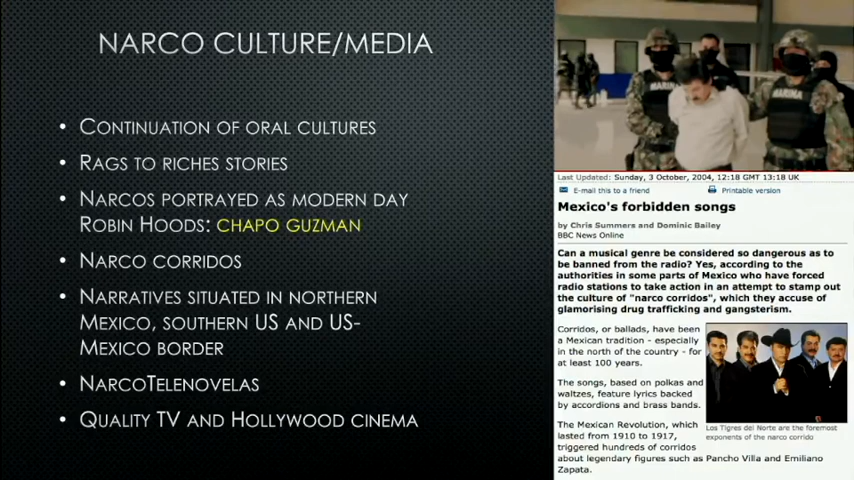 NARCO CULTURE/MEDIA
• CONTINUATION OF ORAL CULTURES
• RAGS TO RICHES STORIES
• NARCOS PORTRAYED AS MODERN DAY
ROBIN HOODS: CHAPO GUZMAN
• NARCO CORRIDOS
• NARRATIVES SITUATED IN NORTHERN
MEXICO, SOUTHERN US AND US-
MEXICO BORDER
• NARCOTELENOVELAS
• QUALITY TV AND HOLLYWOOD CINEMA
MARINA
MARINA
Last Updated: Sunday, 3 October, 2004, 12:18 GMT 13:18 UK
E-mail this to a friend
Printable version
Mexico's forbidden songs
by Chris Summers and Dominic Bailey
BBC News Online
Can a musical genre be considered so dangerous as to
be banned from the radio? Yes, according to the
authorities in some parts of Mexico who have forced
radio stations to take action in an attempt to stamp out
the culture of "narco corridos", which they accuse of
glamorising drug trafficking and gangsterism.
Corridos, or ballads, have been
a Mexican tradition - especially
in the north of the country - for
at least 100 years.
The songs, based on polkas and
waltzes, feature lyrics backed
by accordions and brass bands.
Los Tigres del Norte are the foremost
exponents of the narco corrido
The Mexican Revolution, which
lasted from 1910 to 1917,
triggered hundreds of corridos
about legendary figures such as Pancho Villa and Emiliano
Zapata.